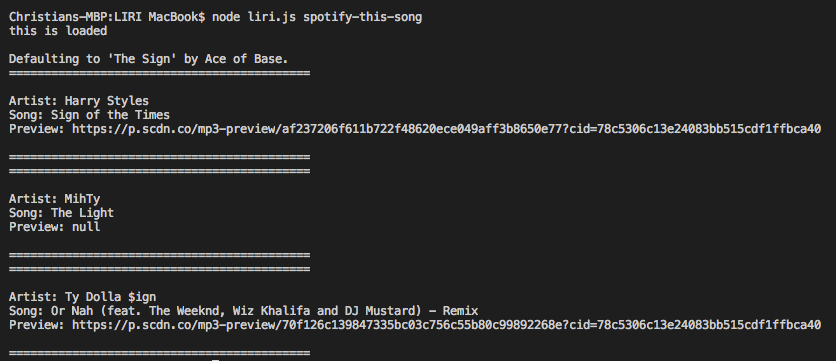 Christians-MBP:LIRI MacBook$ node liri.js spotify-this-song
this is loaded
Defaulting to 'The Sign' by Ace of Base.
===========================================
Artist: Harry Styles
Song: Sign of the Times
Preview: https://p.scdn.co/mp3-preview/af237206f611b722f48620ece049aff3b8650e77?cid=78c5306c13e24083bb515cdf1ffbca40
===========================================
===========================================
Artist: MihTy
Song: The Light
Preview: null
===========================================
===========================================
Artist: Ty Dolla $ign
Song: Or Nah (feat. The Weeknd, Wiz Khalifa and DJ Mustard) - Remix
Preview: https://p.scdn.co/mp3-preview/70f126c139847335bc03c756c55b80c99892268e?cid=78c5306c13e24083bb515cdf1ffbca40
===========================================